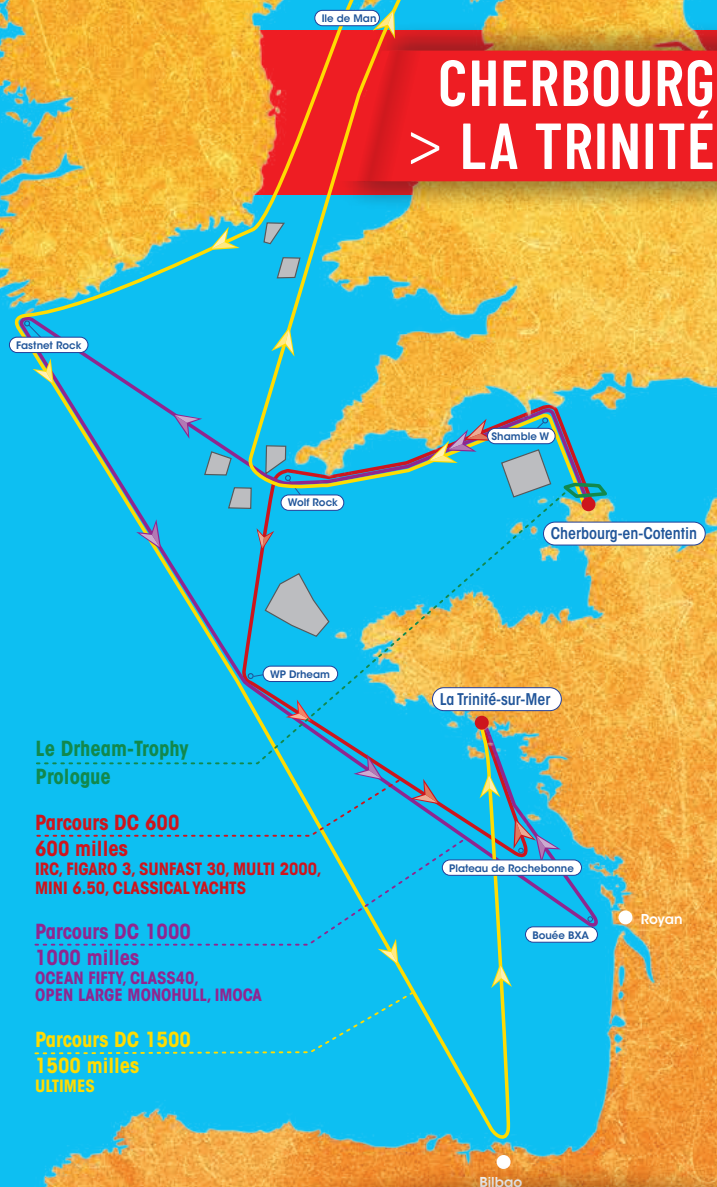 Ile de Man
CHERBOURG
> LA TRINITÉ
Fastnet Rock
Shamble W
Wolf Rock
Cherbourg-en-Cotentin
WP Drheam
La Trinité-sur-Mer
Le Drheam-Trophy
Prologue
Parcours DC 600
600 milles
IRC, FIGARO 3, SUNFAST 30, MULTI 2000,
MINI 6.50, CLASSICAL YACHTS
Plateau de Rochebonne
Royan
Bouée BXA
Parcours DC 1000
1000 milles
OCEAN FIFTY, CLASS40,
OPEN LARGE MONOHULL, IMOCA
Parcours DC 1500
1500 milles
ULTIMES
Bilbao